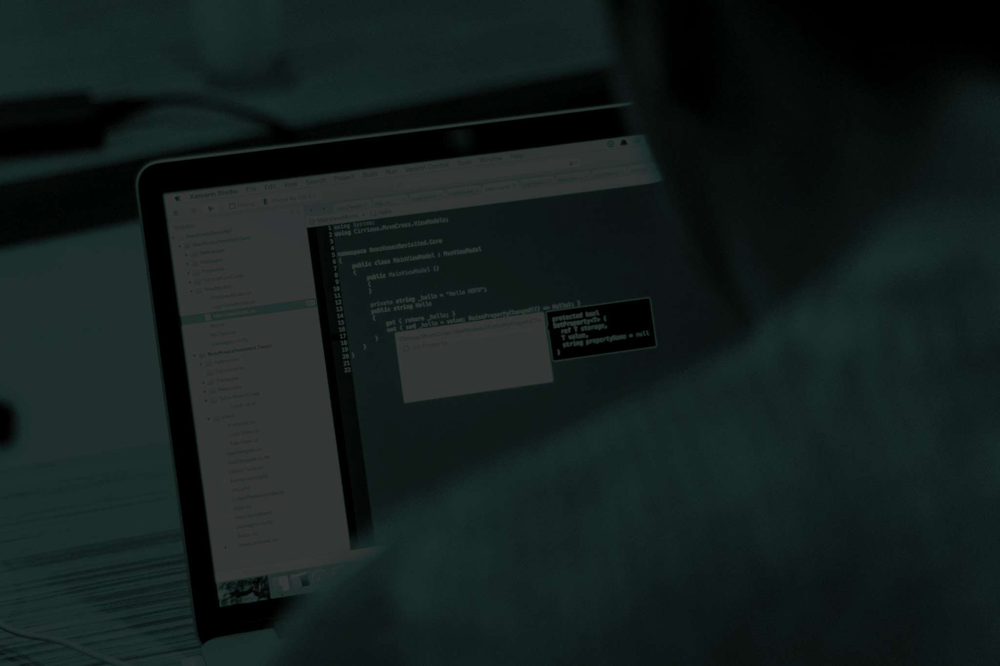 Xamarin Studio File Edit View Search Project Build Run Version Control Tools Window Help
Debug iPhone 6s iOS 9.1
AppDelega App.cs LoginViewM FirstViewMo MainViewM LoginView MainView FirstView
MainViewModel Hello
Solution
BeezKneezRevisited
BeezKneezRevisited.Core
References
Packages
Properties
ToDo-MvvmCross
ViewModels
FirstViewModel.cs
LoginViewModel.cs
MainViewModel.cs
App.cs
MyClass.cs
packages.config
BeezKneezRevisited.Touch
References
Components
Packages
Resources
ToDo-MvvmCross
_Touch UI.txt
Views
FirstView.cs
LoginView.cs
MainView.cs
AppDelegate.cs
AppDelegate.cs.txt
DebugTrace.cs
Entitlements.plist
Info.plist
LinkerPleaseInclude.cs
Main.cs
Main.storyboard
packages.config
Setup.cs
ViewController.cs
1 using System;
2 using Cirrious.MvvmCross.ViewModels;
3
4
5 namespace BeezKneezRevisited.Core
6 {
7 public class MainViewModel : MvxViewModel
8 {
9 public MainViewModel ()
10 {
11 }
12
13 private string _hello = "Hello MOFO";
14 public string Hello
15 {
16 get { return _hello; }
17 set { set _hello = value; RaisePropertyChanged(() => Hello); }
18 }
19 }
20 }
21
22
Cirrious.MvvmCross.ViewModels.MvxNotifyPropertyCha
SetProperty
protected bool
SetProperty<T> (
ref T storage,
T value,
string propertyName = null
)